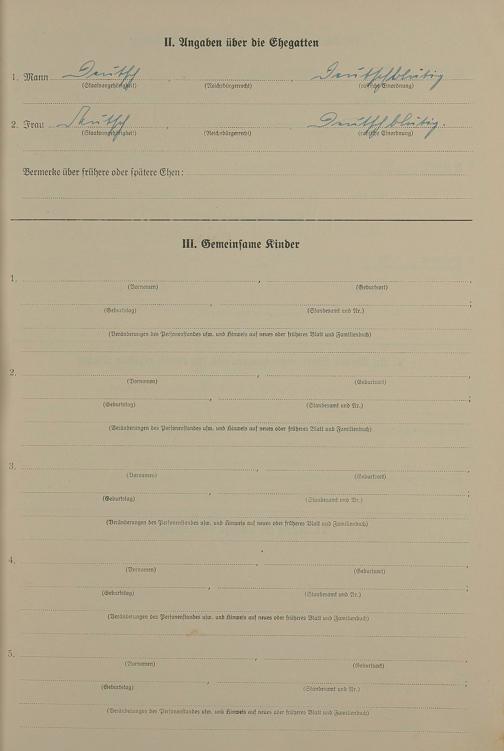 II. Angaben über die Ehegatten
1. Mann Deutsch , , Deutschblütig
(Staatsangehörigkeit) (Reichsbürgerrecht) (rassische Einordnung)
2. Frau Deutsch , , Deutschblütig.
(Staatsangehörigkeit) (Reichsbürgerrecht) (rassische Einordnung)
Vermerke über frühere oder spätere Ehen:
III. Gemeinsame Kinder
1. , ,
(Vornamen) (Geburtsort)
, ;
(Geburtstag) (Standesamt und Nr.)
(Veränderungen des Personenstandes usw. und Hinweis auf neues oder früheres Blatt und Familienbuch)
2. , ,
(Vornamen) (Geburtsort)
, ;
(Geburtstag) (Standesamt und Nr.)
(Veränderungen des Personenstandes usw. und Hinweis auf neues oder früheres Blatt und Familienbuch)
3. , ,
(Vornamen) (Geburtsort)
, ;
(Geburtstag) (Standesamt und Nr.)
(Veränderungen des Personenstandes usw. und Hinweis auf neues oder früheres Blatt und Familienbuch)
4. , ,
(Vornamen) (Geburtsort)
, ;
(Geburtstag) (Standesamt und Nr.)
(Veränderungen des Personenstandes usw. und Hinweis auf neues oder früheres Blatt und Familienbuch)
5. , ,
(Vornamen) (Geburtsort)
, ;
(Geburtstag) (Standesamt und Nr.)
(Veränderungen des Personenstandes usw. und Hinweis auf neues oder früheres Blatt und Familienbuch)